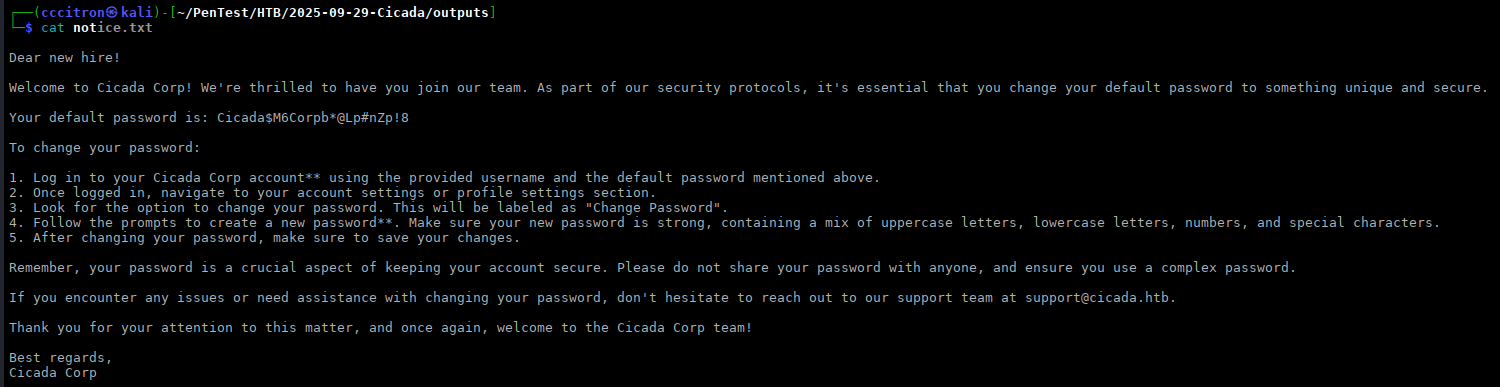 ┌──(cccitron㉿kali)-[~/PenTest/HTB/2025-09-29-Cicada/outputs]
└─$ cat notice.txt
Dear new hire!
Welcome to Cicada Corp! We're thrilled to have you join our team. As part of our security protocols, it's essential that you change your default password to something unique and secure.
Your default password is: Cicada$M6Corpb*@Lp#nZp!8
To change your password:
1. Log in to your Cicada Corp account** using the provided username and the default password mentioned above.
2. Once logged in, navigate to your account settings or profile settings section.
3. Look for the option to change your password. This will be labeled as "Change Password".
4. Follow the prompts to create a new password**. Make sure your new password is strong, containing a mix of uppercase letters, lowercase letters, numbers, and special characters.
5. After changing your password, make sure to save your changes.
Remember, your password is a crucial aspect of keeping your account secure. Please do not share your password with anyone, and ensure you use a complex password.
If you encounter any issues or need assistance with changing your password, don't hesitate to reach out to our support team at support@cicada.htb.
Thank you for your attention to this matter, and once again, welcome to the Cicada Corp team!
Best regards,
Cicada Corp